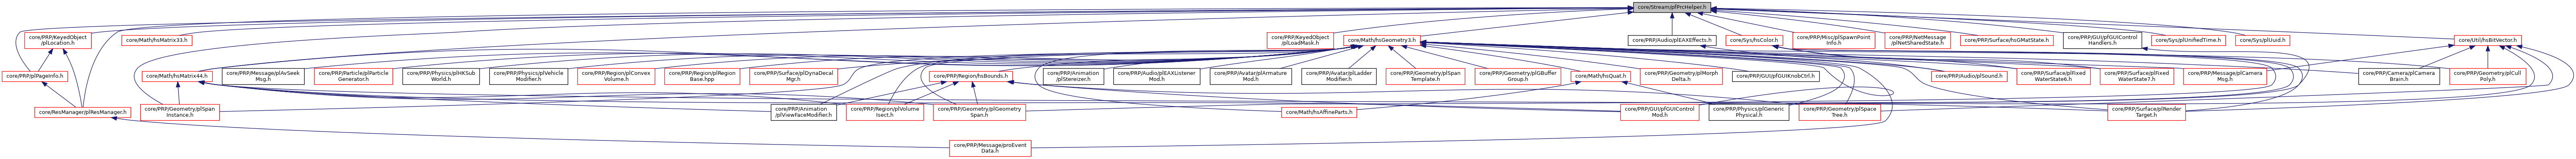 core/Stream/pfPrcHelper.h
core/PRP/KeyedObject
/plLocation.h
core/Math/hsMatrix33.h
core/PRP/KeyedObject
/plLoadMask.h
core/Math/hsGeometry3.h
core/PRP/Audio/plEAXEffects.h
core/Sys/hsColor.h
core/PRP/Misc/plSpawnPoint
Info.h
core/PRP/NetMessage
/plNetSharedState.h
core/PRP/Surface/hsGMatState.h
core/PRP/GUI/pfGUIControl
Handlers.h
core/Sys/plUnifiedTime.h
core/Sys/plUuid.h
core/Util/hsBitVector.h
core/PRP/plPageInfo.h
core/Math/hsMatrix44.h
core/PRP/Message/plAvSeek
Msg.h
core/PRP/Particle/plParticle
Generator.h
core/PRP/Physics/plHKSub
World.h
core/PRP/Physics/plVehicle
Modifier.h
core/PRP/Region/plConvex
Volume.h
core/PRP/Region/plRegion
Base.hpp
core/PRP/Surface/plDynaDecal
Mgr.h
core/PRP/Region/hsBounds.h
core/PRP/Animation
/plStereizer.h
core/PRP/Audio/plEAXListener
Mod.h
core/PRP/Avatar/plArmature
Mod.h
core/PRP/Avatar/plLadder
Modifier.h
core/PRP/Geometry/plSpan
Template.h
core/PRP/Geometry/plGBuffer
Group.h
core/Math/hsQuat.h
core/PRP/Geometry/plMorph
Delta.h
core/PRP/GUI/pfGUIKnobCtrl.h
core/PRP/Audio/plSound.h
core/PRP/Surface/plFixed
WaterState6.h
core/PRP/Surface/plFixed
WaterState7.h
core/PRP/Message/plCamera
Msg.h
core/PRP/Camera/plCamera
Brain.h
core/PRP/Geometry/plCull
Poly.h
core/ResManager/plResManager.h
core/PRP/Geometry/plSpan
Instance.h
core/PRP/Animation
/plViewFaceModifier.h
core/PRP/Region/plVolume
Isect.h
core/PRP/Geometry/plGeometry
Span.h
core/Math/hsAffineParts.h
core/PRP/GUI/pfGUIControl
Mod.h
core/PRP/Physics/plGeneric
Physical.h
core/PRP/Geometry/plSpace
Tree.h
core/PRP/Surface/plRender
Target.h
core/PRP/Message/proEvent
Data.h